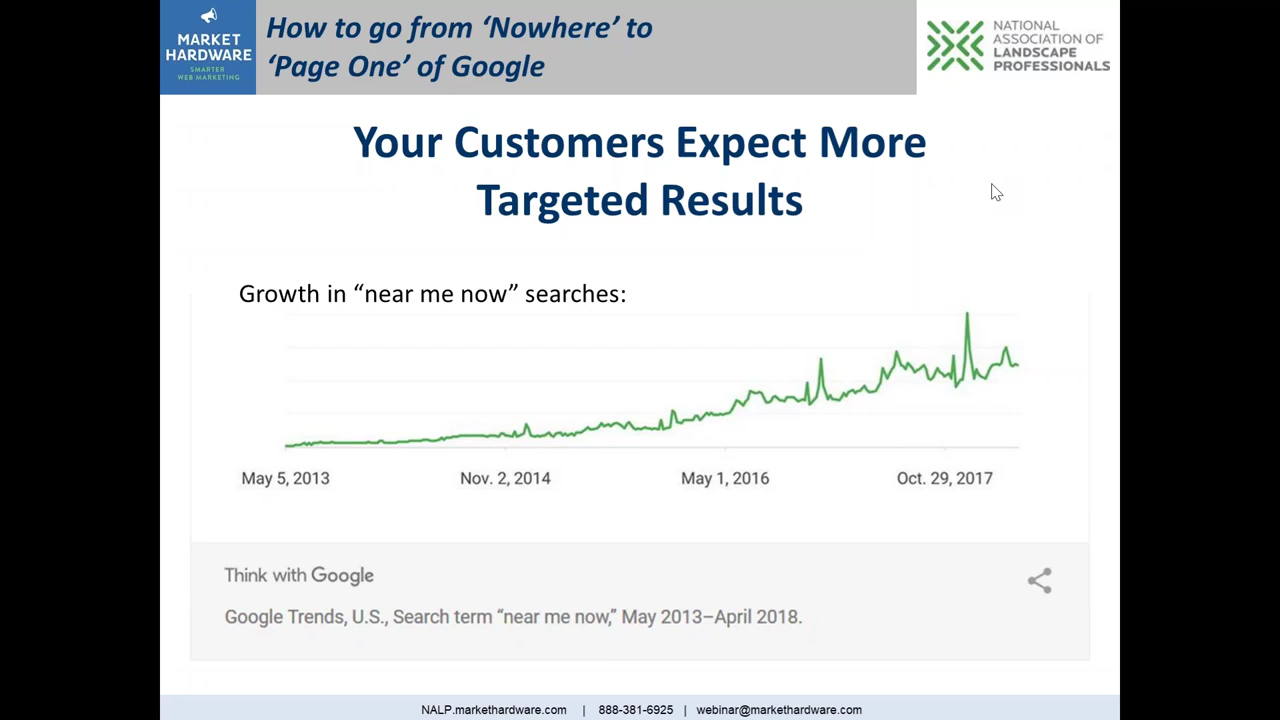 MARKET
HARDWARE
SMARTER
WEB MARKETING
How to go from ‘Nowhere’ to
‘Page One’ of Google
NATIONAL
ASSOCIATION OF
LANDSCAPE
PROFESSIONALS
Your Customers Expect More
Targeted Results
Growth in “near me now” searches:
May 5, 2013 Nov. 2, 2014 May 1, 2016 Oct. 29, 2017
Think with Google
Google Trends, U.S., Search term “near me now,” May 2013–April 2018.
NALP.markethardware.com | 888-381-6925 | webinar@markethardware.com